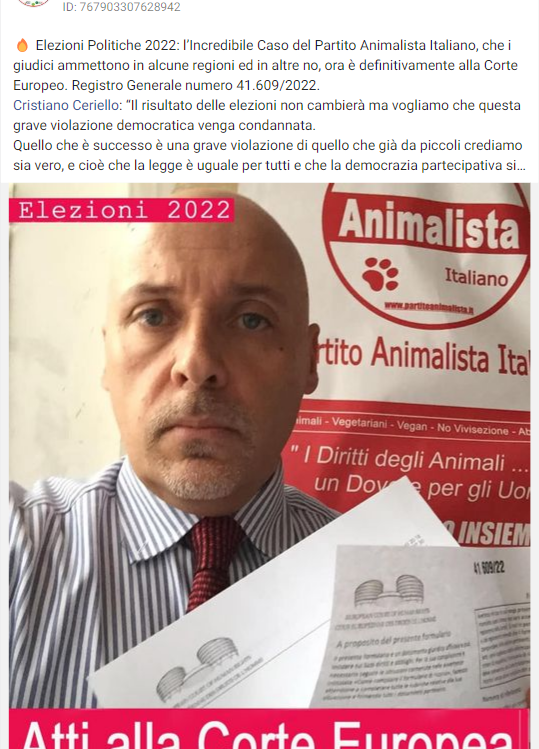 ID: 767903307628942
🔥 Elezioni Politiche 2022: l’Incredibile Caso del Partito Animalista Italiano, che i
giudici ammettono in alcune regioni ed in altre no, ora è definitivamente alla Corte
Europeo. Registro Generale numero 41.609/2022.
Cristiano Ceriello: “Il risultato delle elezioni non cambierà ma vogliamo che questa
grave violazione democratica venga condannata.
Quello che è successo è una grave violazione di quello che già da piccoli crediamo
sia vero, e cioè che la legge è uguale per tutti e che la democrazia partecipativa si...
Elezioni 2022
Animalista
Italiano
www.partitoanimalista.it
rtito Animalista Ita
imali - Vegetariani - Vegan - No Vivisezione - Ab
" I Diritti degli Animali ...
un Dov e per gli Uor
O INSIEM
41 609/22
A proposito del presente formulario
Atti alla Corte Europea